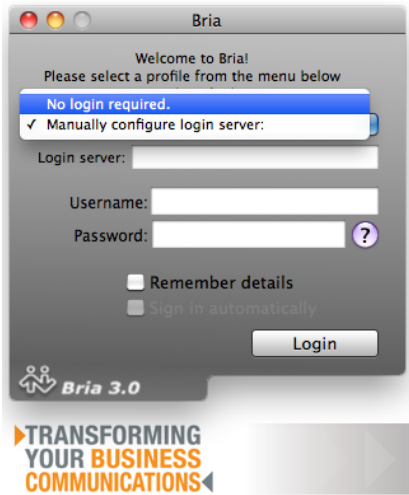 Bria
Welcome to Bria!
Please select a profile from the menu below
No login required.
✓ Manually configure login server:
Login server:
Username:
Password:
?
Remember details
Sign in automatically
Login
Bria 3.0
TRANSFORMING
YOUR BUSINESS
COMMUNICATIONS